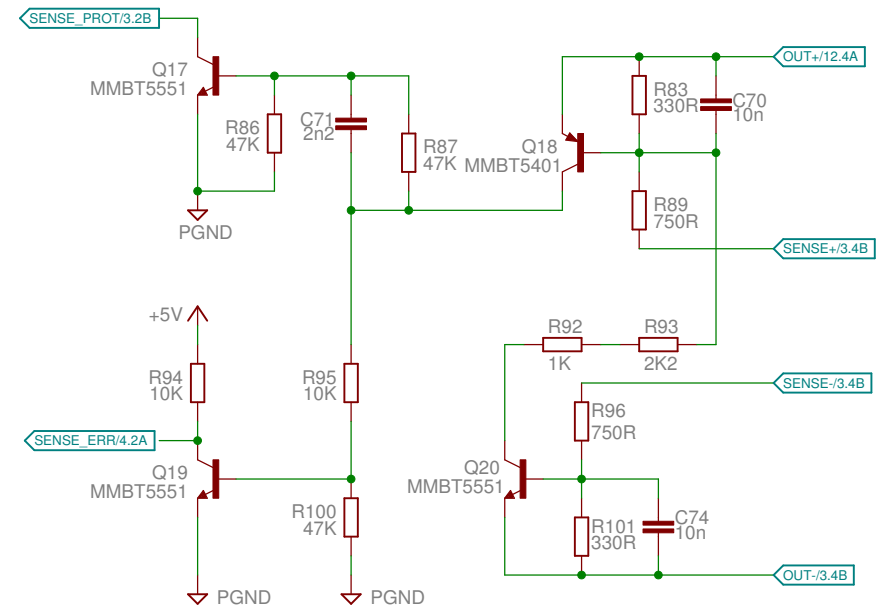 SENSE_PROT/3.2B
Q17
MMBT5551
R86
47K
C71
2n2
R87
47K
PGND
OUT+/12.4A
R83
330R
C70
10n
Q18
MMBT5401
R89
750R
SENSE+/3.4B
+5V
R94
10K
R95
10K
SENSE_ERR/4.2A
Q19
MMBT5551
R100
47K
PGND
PGND
R92
1K
R93
2K2
SENSE-/3.4B
R96
750R
Q20
MMBT5551
R101
330R
C74
10n
OUT-/3.4B